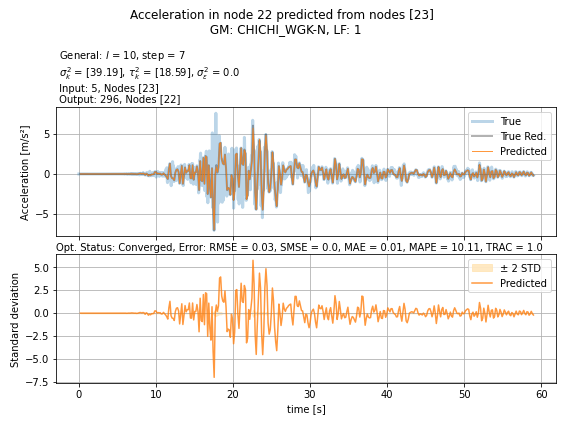 Acceleration in node 22 predicted from nodes [23]
GM: CHICHI_WGK-N, LF: 1
General: l = 10, step = 7
σ²ₖ = [39.19], τ²ₖ = [18.59], σ²ε = 0.0
Input: 5, Nodes [23]
Output: 296, Nodes [22]
Acceleration [m/s²]
5
0
−5
True
True Red.
Predicted
Opt. Status: Converged, Error: RMSE = 0.03, SMSE = 0.0, MAE = 0.01, MAPE = 10.11, TRAC = 1.0
Standard deviation
5.0
2.5
0.0
−2.5
−5.0
−7.5
± 2 STD
Predicted
0 10 20 30 40 50 60
time [s]